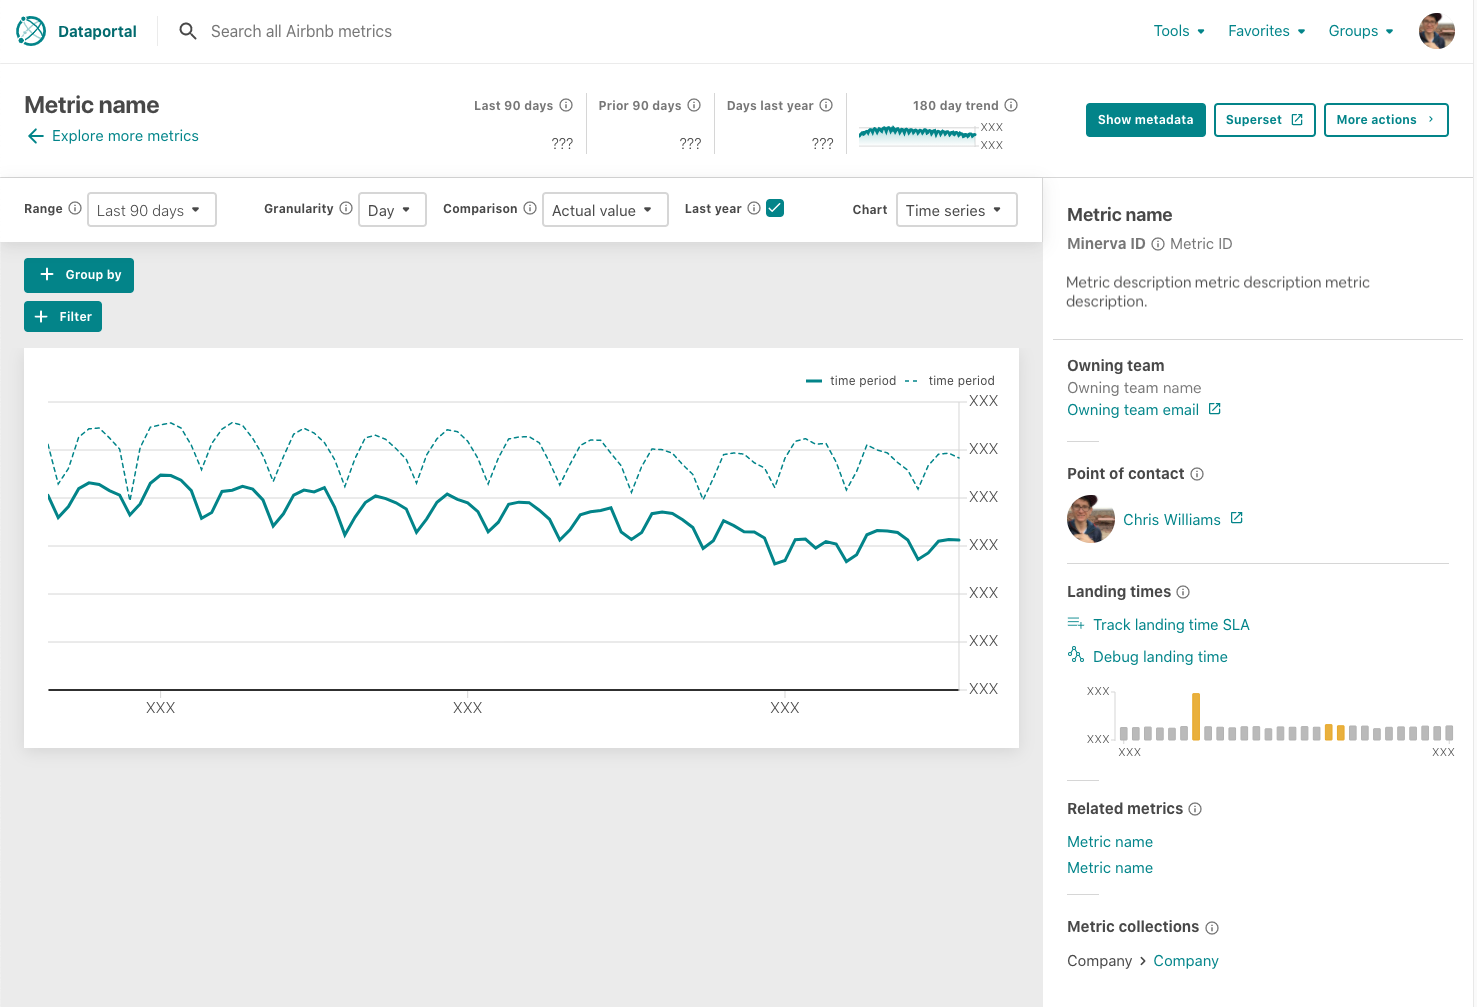 Dataportal
Search all Airbnb metrics
Tools
Favorites
Groups
Metric name
Explore more metrics
Last 90 days
???
Prior 90 days
???
Days last year
???
180 day trend
XXX
XXX
Show metadata
Superset
More actions
Range
Last 90 days
Granularity
Day
Comparison
Actual value
Last year
Chart
Time series
+ Group by
+ Filter
time period
time period
XXX
XXX
XXX
XXX
XXX
XXX
XXX
XXX
XXX
XXX
Metric name
Minerva ID Metric ID
Metric description metric description metric
description.
Owning team
Owning team name
Owning team email
Point of contact
Chris Williams
Landing times
Track landing time SLA
Debug landing time
XXX
XXX
XXX
XXX
Related metrics
Metric name
Metric name
Metric collections
Company > Company